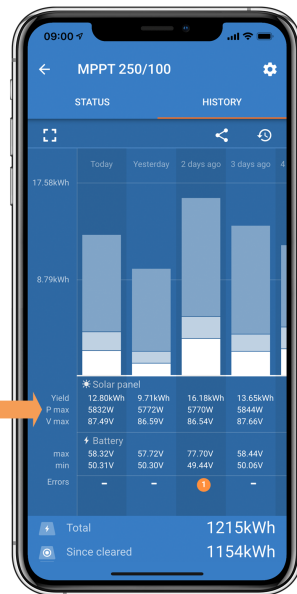 09:00
MPPT 250/100
STATUS HISTORY
Today Yesterday 2 days ago 3 days ago 4
17.58kWh
8.79kWh
Solar panel
Yield 12.80kWh 9.71kWh 16.18kWh 13.65kWh
P max 5832W 5772W 5770W 5844W
V max 87.49V 86.59V 86.54V 87.66V
Battery
max 58.32V 57.72V 77.70V 58.44V
min 50.31V 50.30V 49.44V 50.06V
Errors - - 1 -
Total 1215kWh
Since cleared 1154kWh